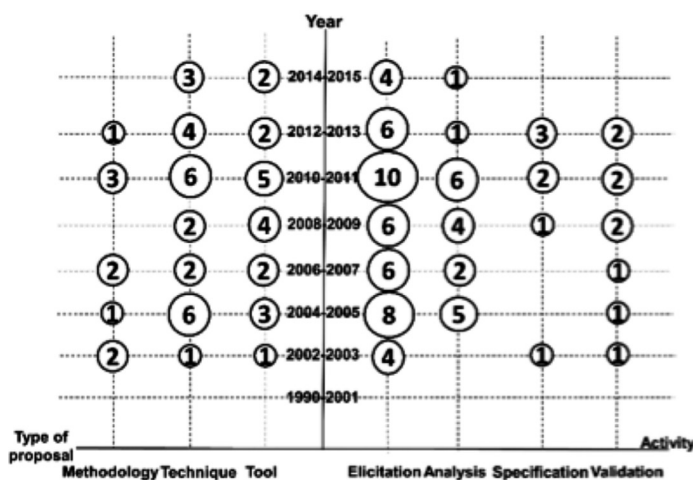 Year
3 2 2014-2015 4 1
1 4 2 2012-2013 6 1 3 2
3 6 5 2010-2011 10 6 2 2
2 4 2008-2009 6 4 1 2
2 2 2 2006-2007 6 2 1
1 6 3 2004-2005 8 5 1
2 1 1 2002-2003 4 1 1
1990-2001
Type of
proposal
Activity
Methodology Technique Tool Elicitation Analysis Specification Validation